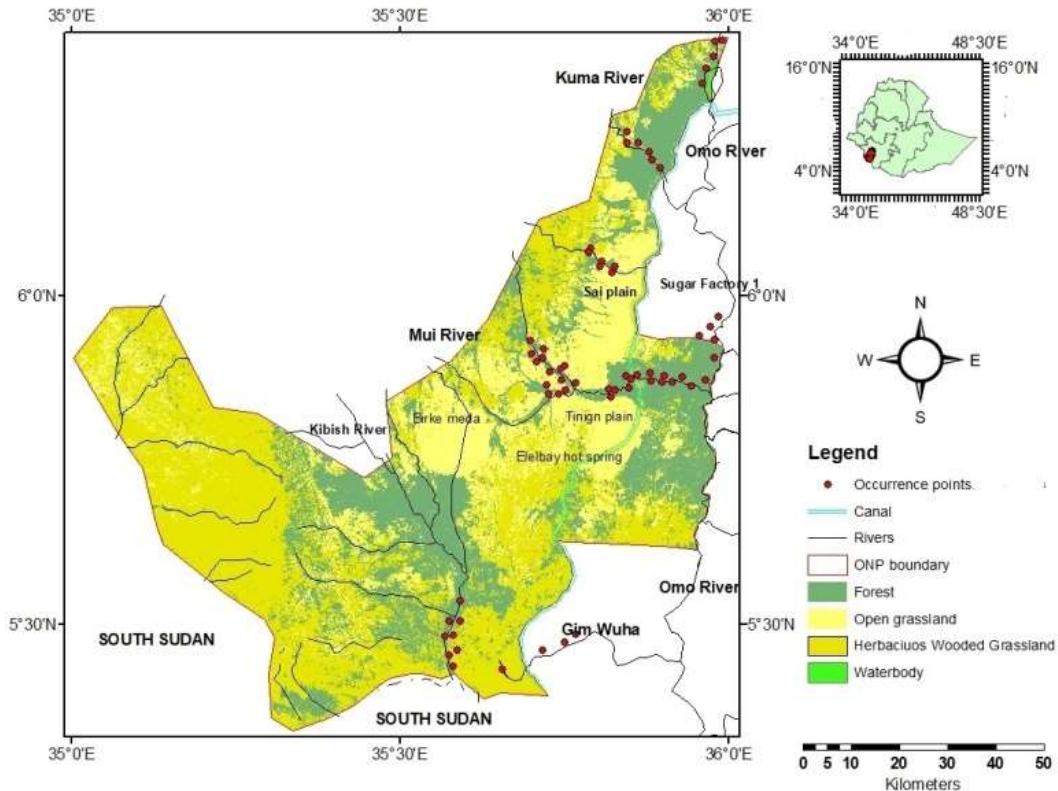 35°0'E 35°0'E 36°0'E
Kuma River
Omo River
Sugar Factory 1
6°0'N
Sai plain
6°0'N
Mui River
Birke meda
Tinign plain
Kibish River
Elelbay hot spring
Omo River
5°30'N
Gim Wuha
5°30'N
SOUTH SUDAN
SOUTH SUDAN
35°0'E 35°0'E 36°0'E
34°0'E 48°30'E
16°0'N 16°0'N
4°0'N 4°0'N
34°0'E 48°30'E
N
W E
S
Legend
Occurrence points.
Canal
Rivers
ONP boundary
Forest
Open grassland
Herbaciuos Wooded Grassland
Waterbody
0 5 10 20 30 40 50
Kilometers